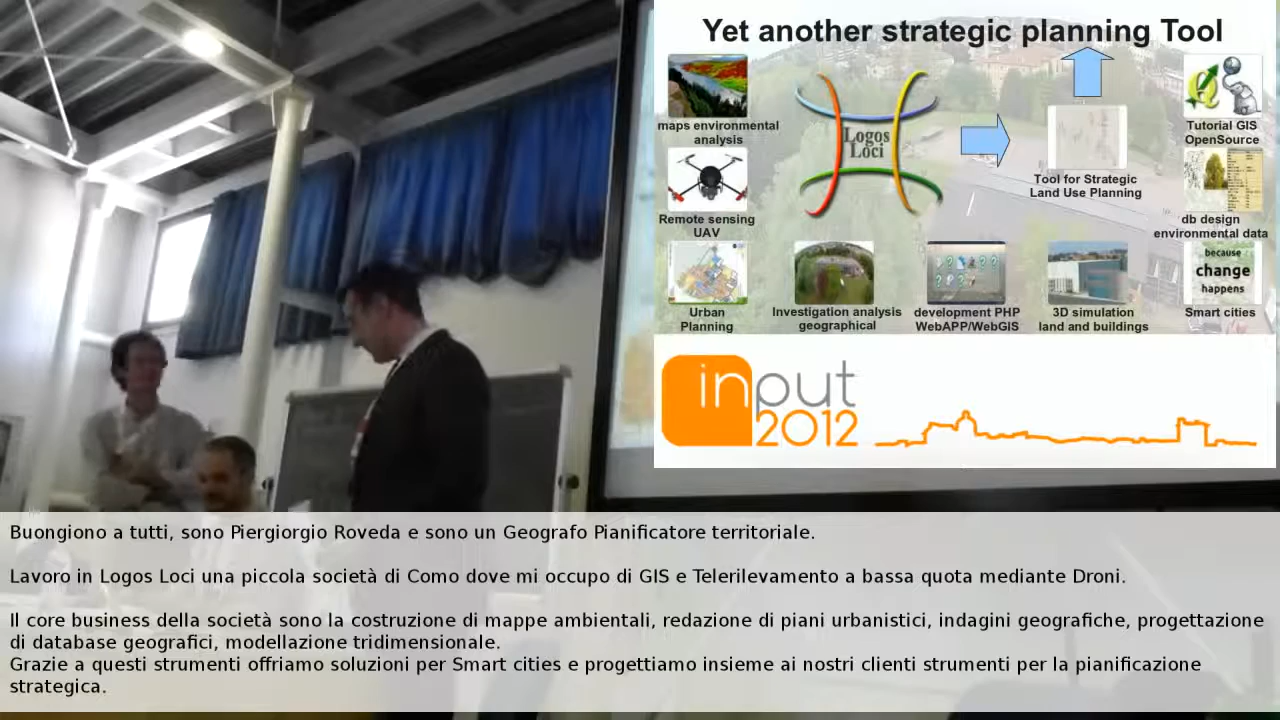 Yet another strategic planning Tool
maps environmental
analysis
Logos
Loci
Tutorial GIS
OpenSource
Tool for Strategic
Land Use Planning
Remote sensing
UAV
db design
environmental data
because
change
happens
Urban
Planning
Investigation analysis
geographical
development PHP
WebAPP/WebGIS
3D simulation
land and buildings
Smart cities
input
2012
Buongiono a tutti, sono Piergiorgio Roveda e sono un Geografo Pianificatore territoriale.
Lavoro in Logos Loci una piccola società di Como dove mi occupo di GIS e Telerilevamento a bassa quota mediante Droni.
Il core business della società sono la costruzione di mappe ambientali, redazione di piani urbanistici, indagini geografiche, progettazione
di database geografici, modellazione tridimensionale.
Grazie a questi strumenti offriamo soluzioni per Smart cities e progettiamo insieme ai nostri clienti strumenti per la pianificazione
strategica.